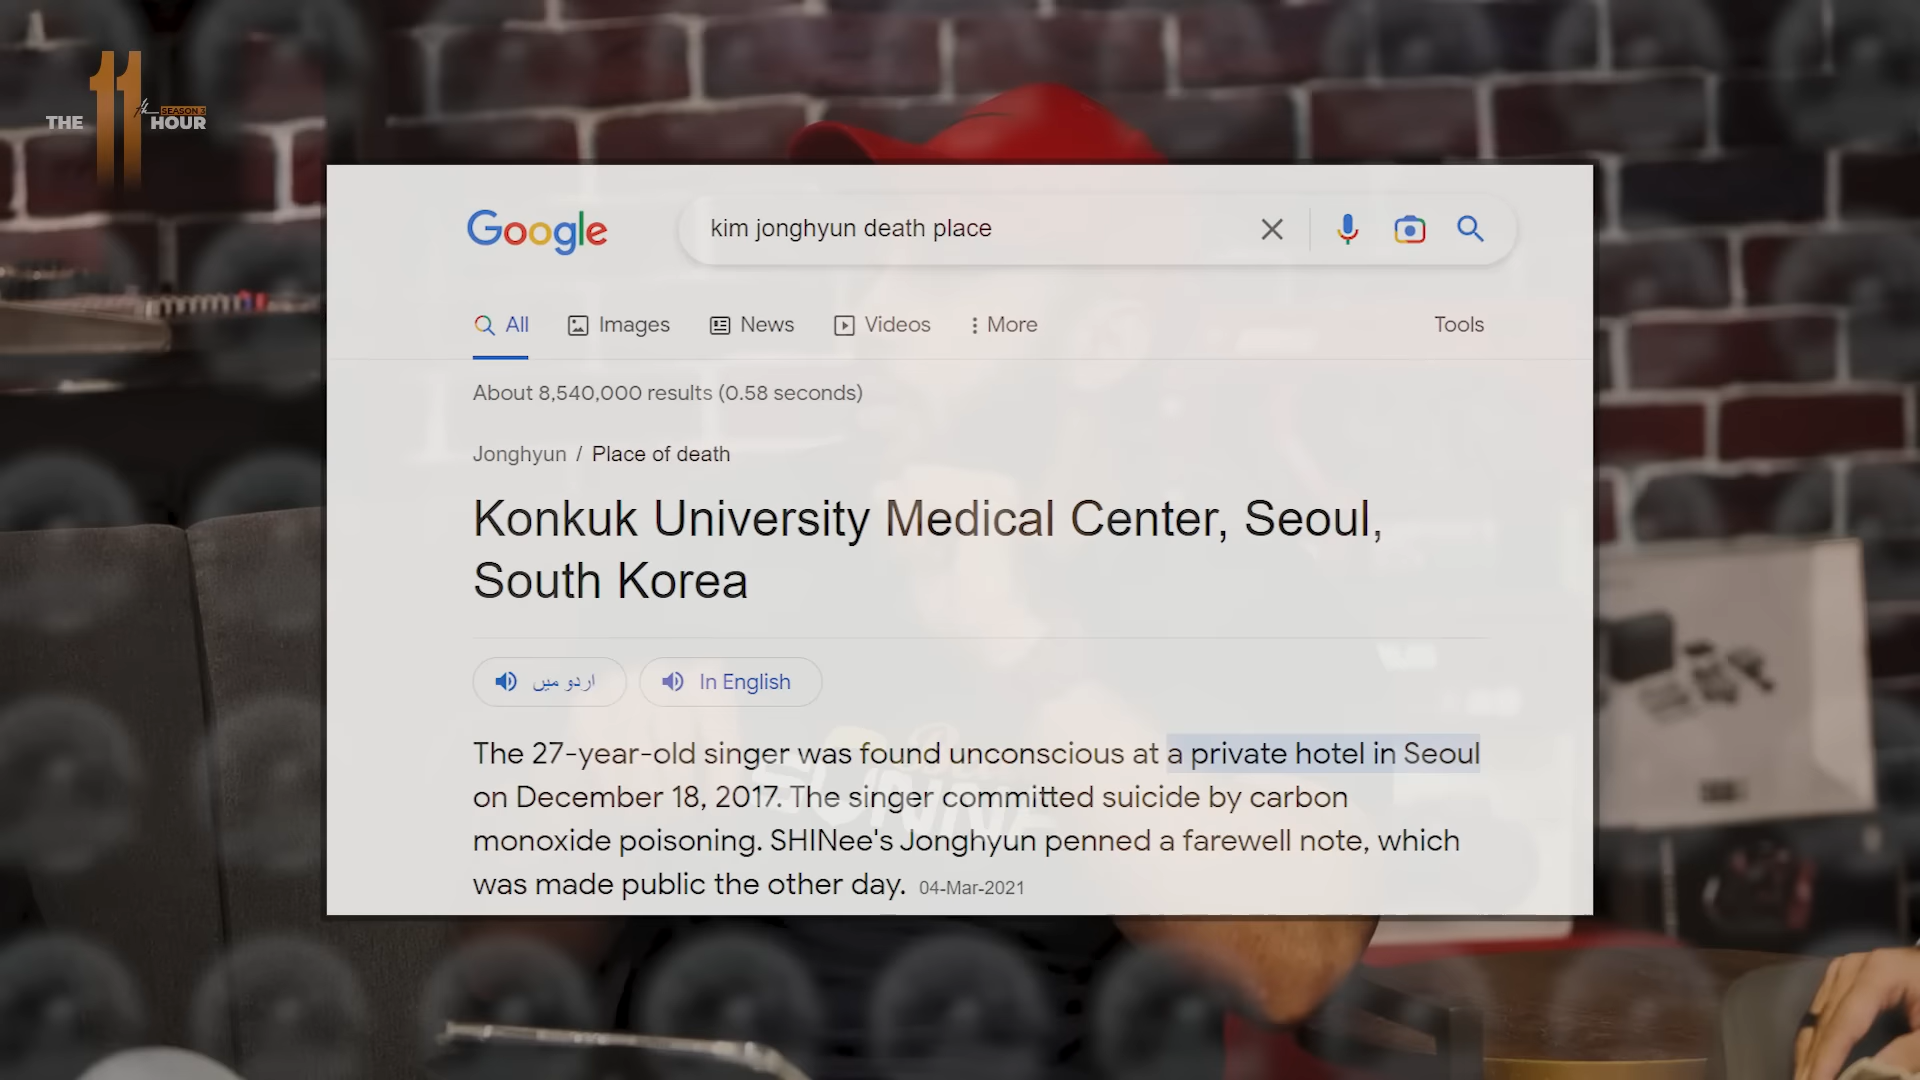 THE 11th HOUR
SEASON 3
Google
kim jonghyun death place
All
Images
News
Videos
More
Tools
About 8,540,000 results (0.58 seconds)
Jonghyun / Place of death
Konkuk University Medical Center, Seoul,
South Korea
اردو میں
In English
The 27-year-old singer was found unconscious at a private hotel in Seoul
on December 18, 2017. The singer committed suicide by carbon
monoxide poisoning. SHINee's Jonghyun penned a farewell note, which
was made public the other day. 04-Mar-2021